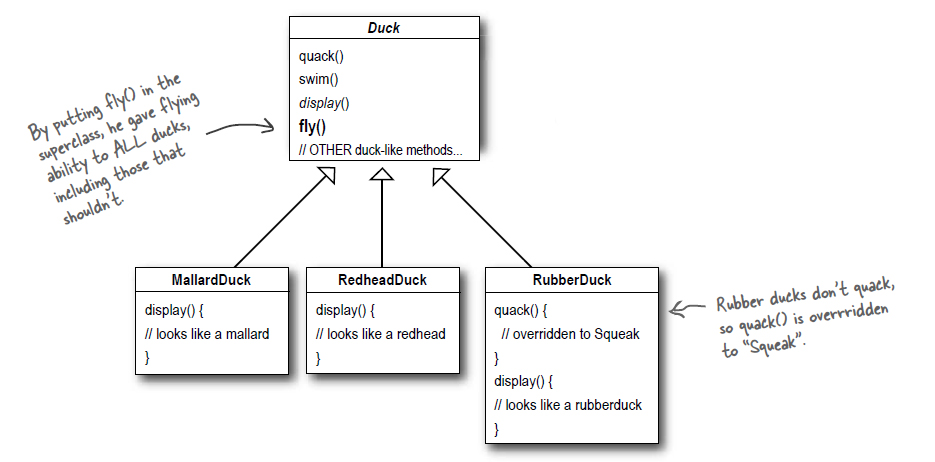 Duck
quack()
swim()
display()
fly()
// OTHER duck-like methods...
By putting fly() in the
superclass, he gave flying
ability to ALL ducks,
including those that
shouldn't.
MallardDuck
display() {
// looks like a mallard
}
RedheadDuck
display() {
// looks like a redhead
}
RubberDuck
quack() {
// overridden to Squeak
}
display() {
// looks like a rubberduck
}
Rubber ducks don't quack,
so quack() is overrridden
to "Squeak".